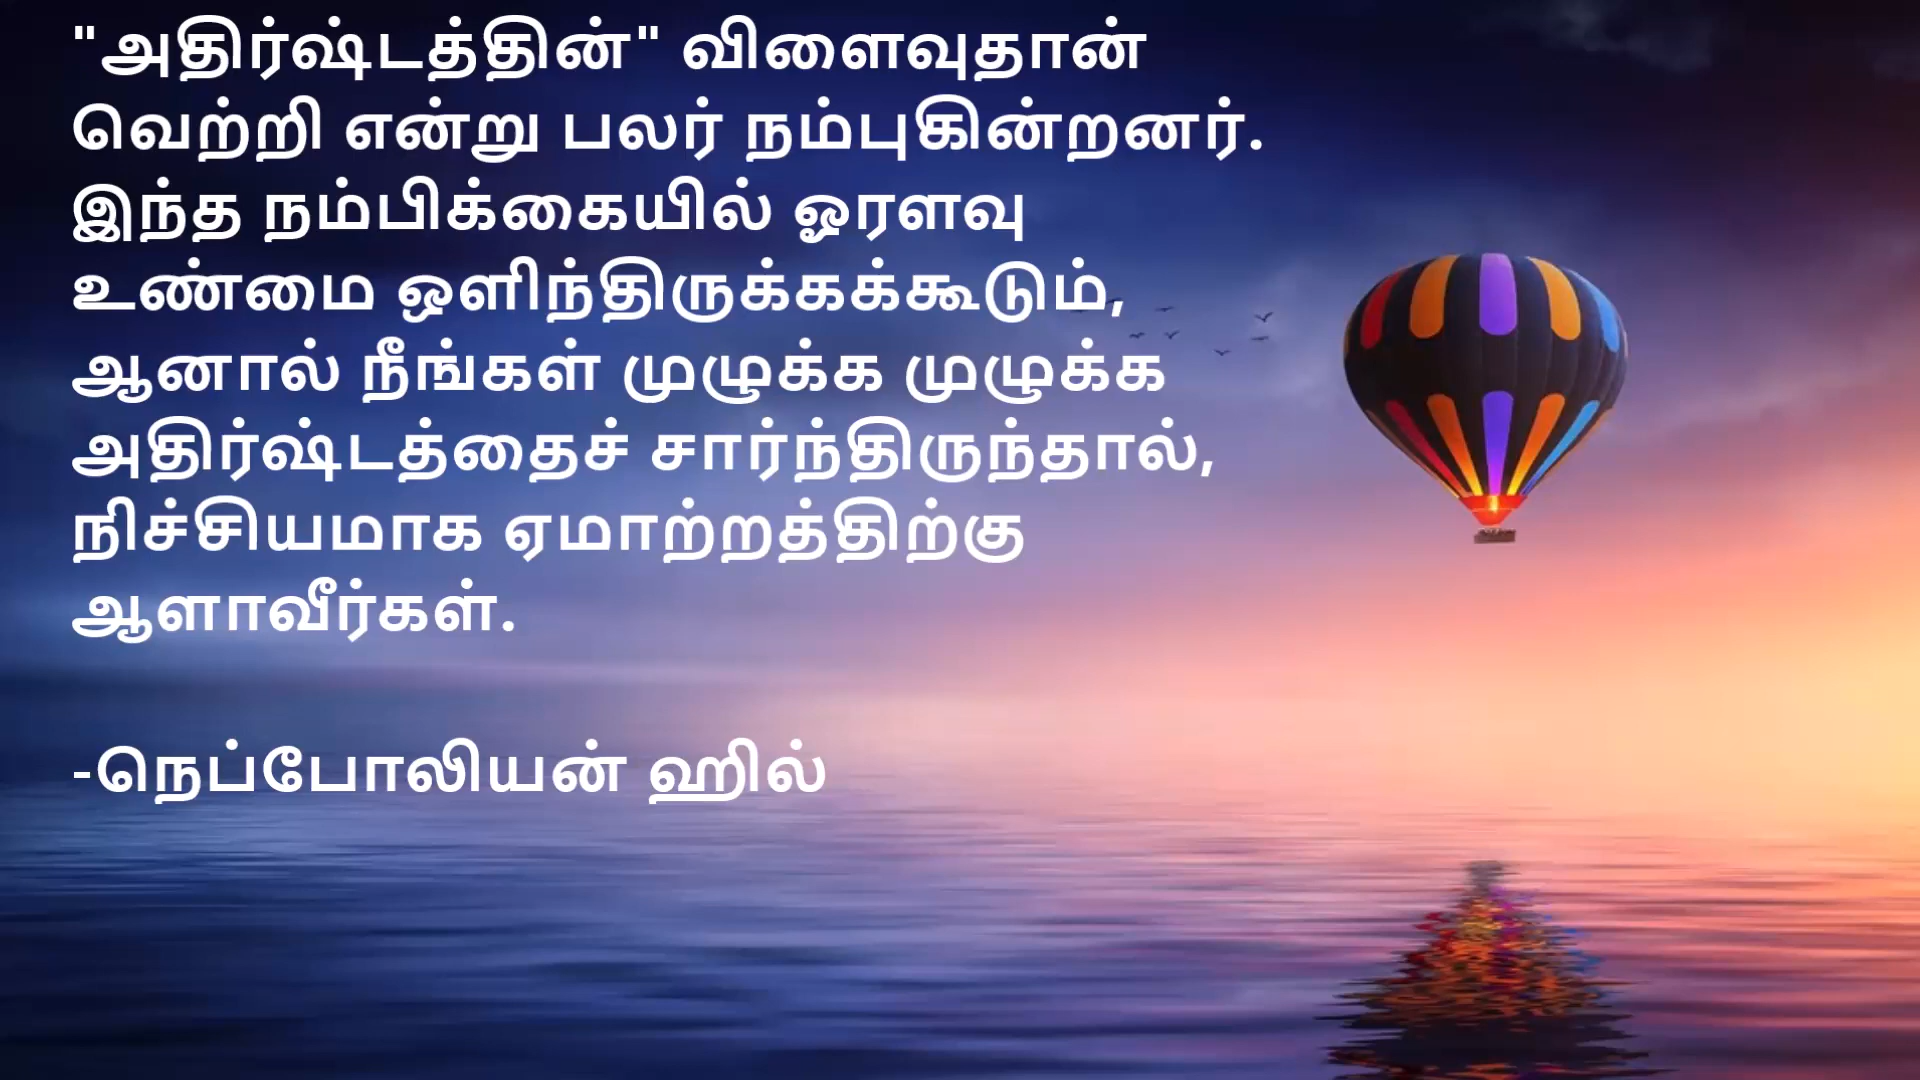 "அதிர்ஷ்டத்தின்" விளைவுதான்
வெற்றி என்று பலர் நம்புகின்றனர்.
இந்த நம்பிக்கையில் ஓரளவு
உண்மை ஒளிந்திருக்கக்கூடும்,
ஆனால் நீங்கள் முழுக்க முழுக்க
அதிர்ஷ்டத்தைச் சார்ந்திருந்தால்,
நிச்சியமாக ஏமாற்றத்திற்கு
ஆளாவீர்கள்.
-நெப்போலியன் ஹில்